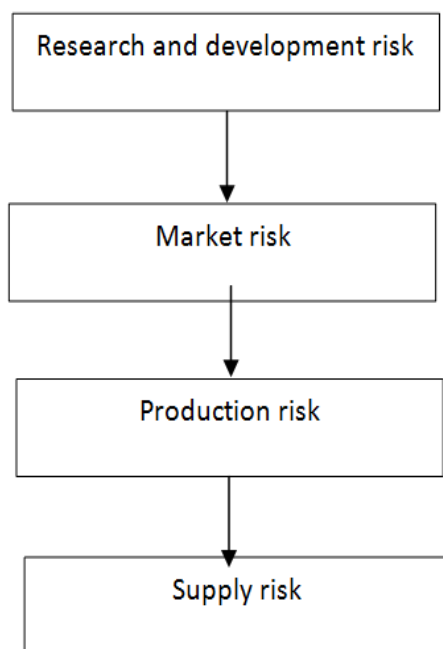 Research and development risk
Market risk
Production risk
Supply risk